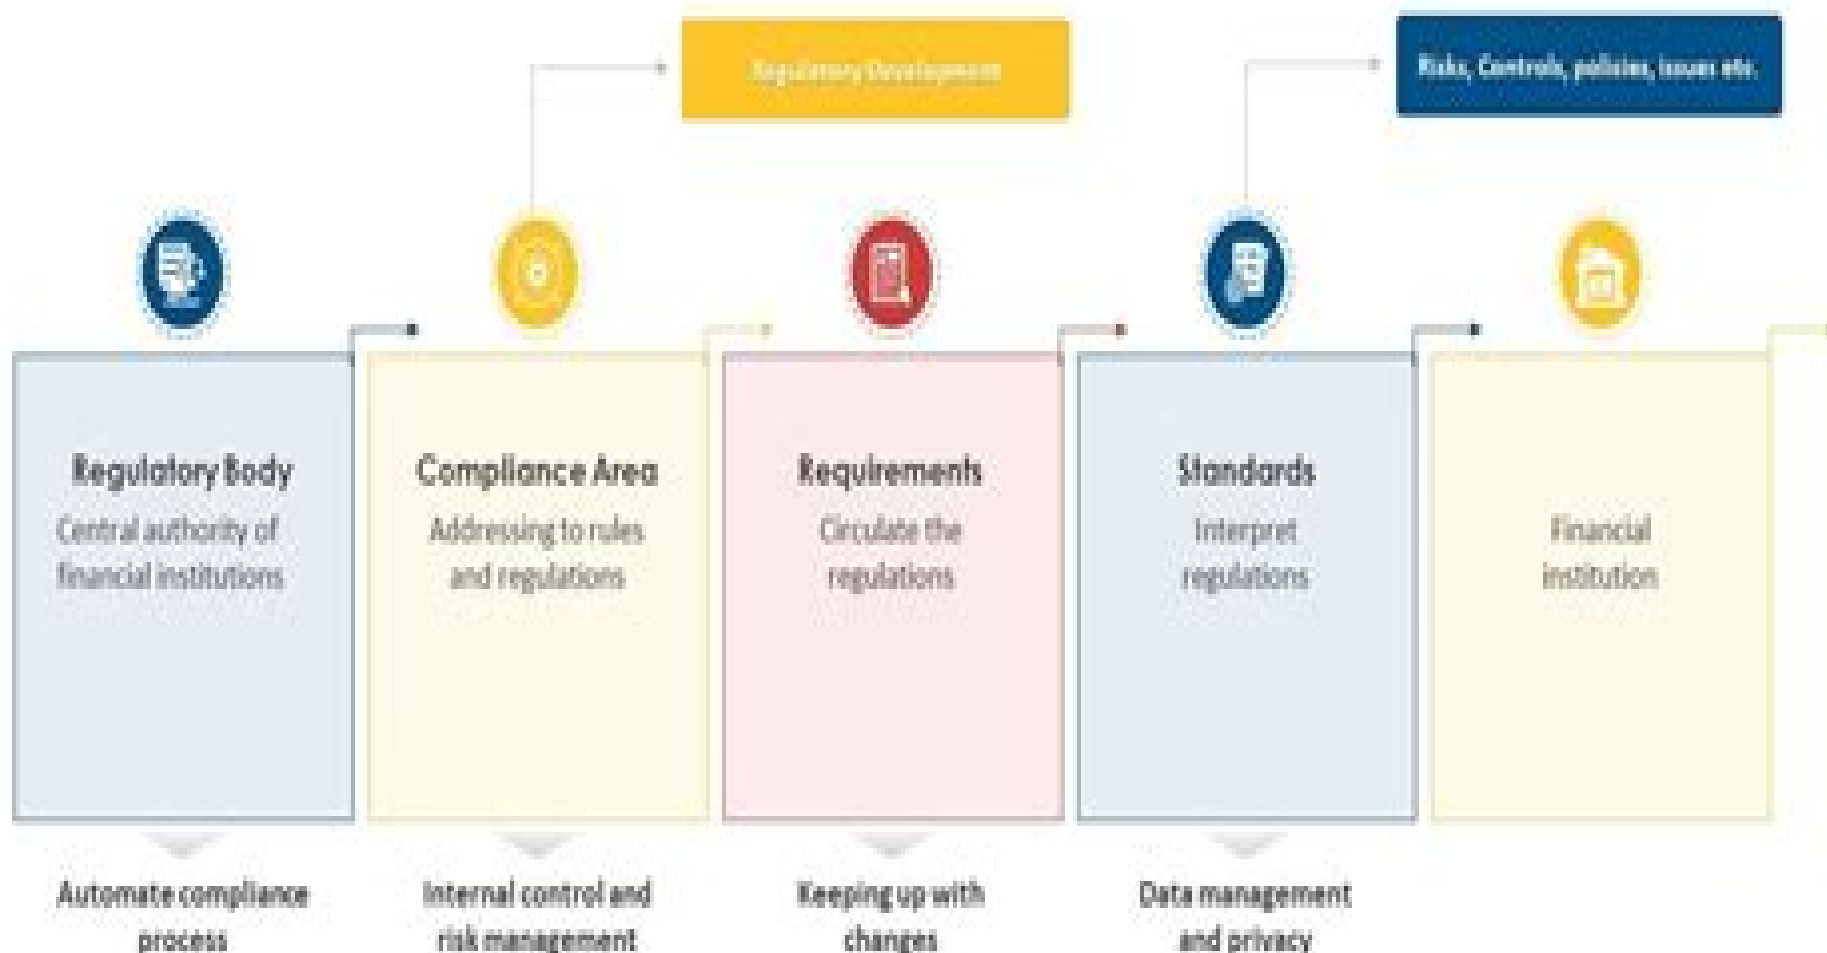 Regulatory Development
Risks, Controls, policies, issues etc.
Regulatory Body
Central authority of
financial institutions
Compliance Area
Addressing to rules
and regulations
Requirements
Circulate the
regulations
Standards
Interpret
regulations
Financial
institution
Automate compliance
process
Internal control and
risk management
Keeping up with
changes
Data management
and privacy